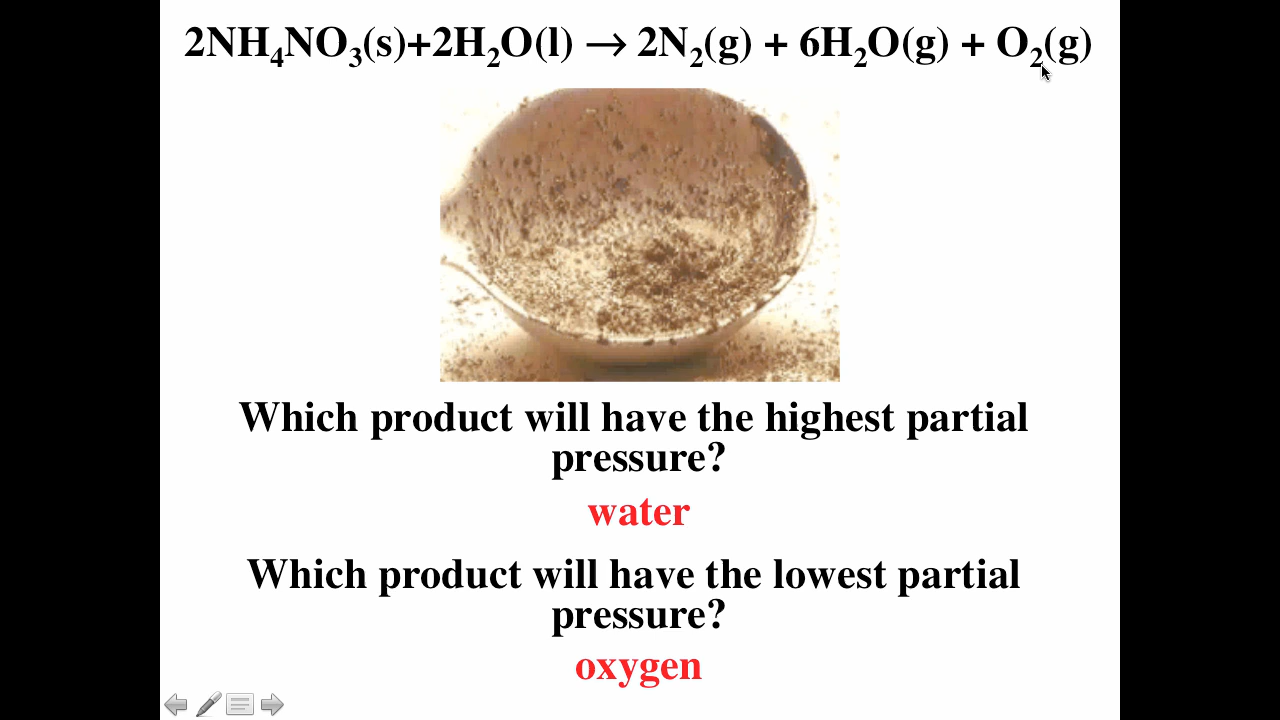 2NH₄NO₃(s)+2H₂O(l) → 2N₂(g) + 6H₂O(g) + O₂(g)
Which product will have the highest partial
pressure?
water
Which product will have the lowest partial
pressure?
oxygen